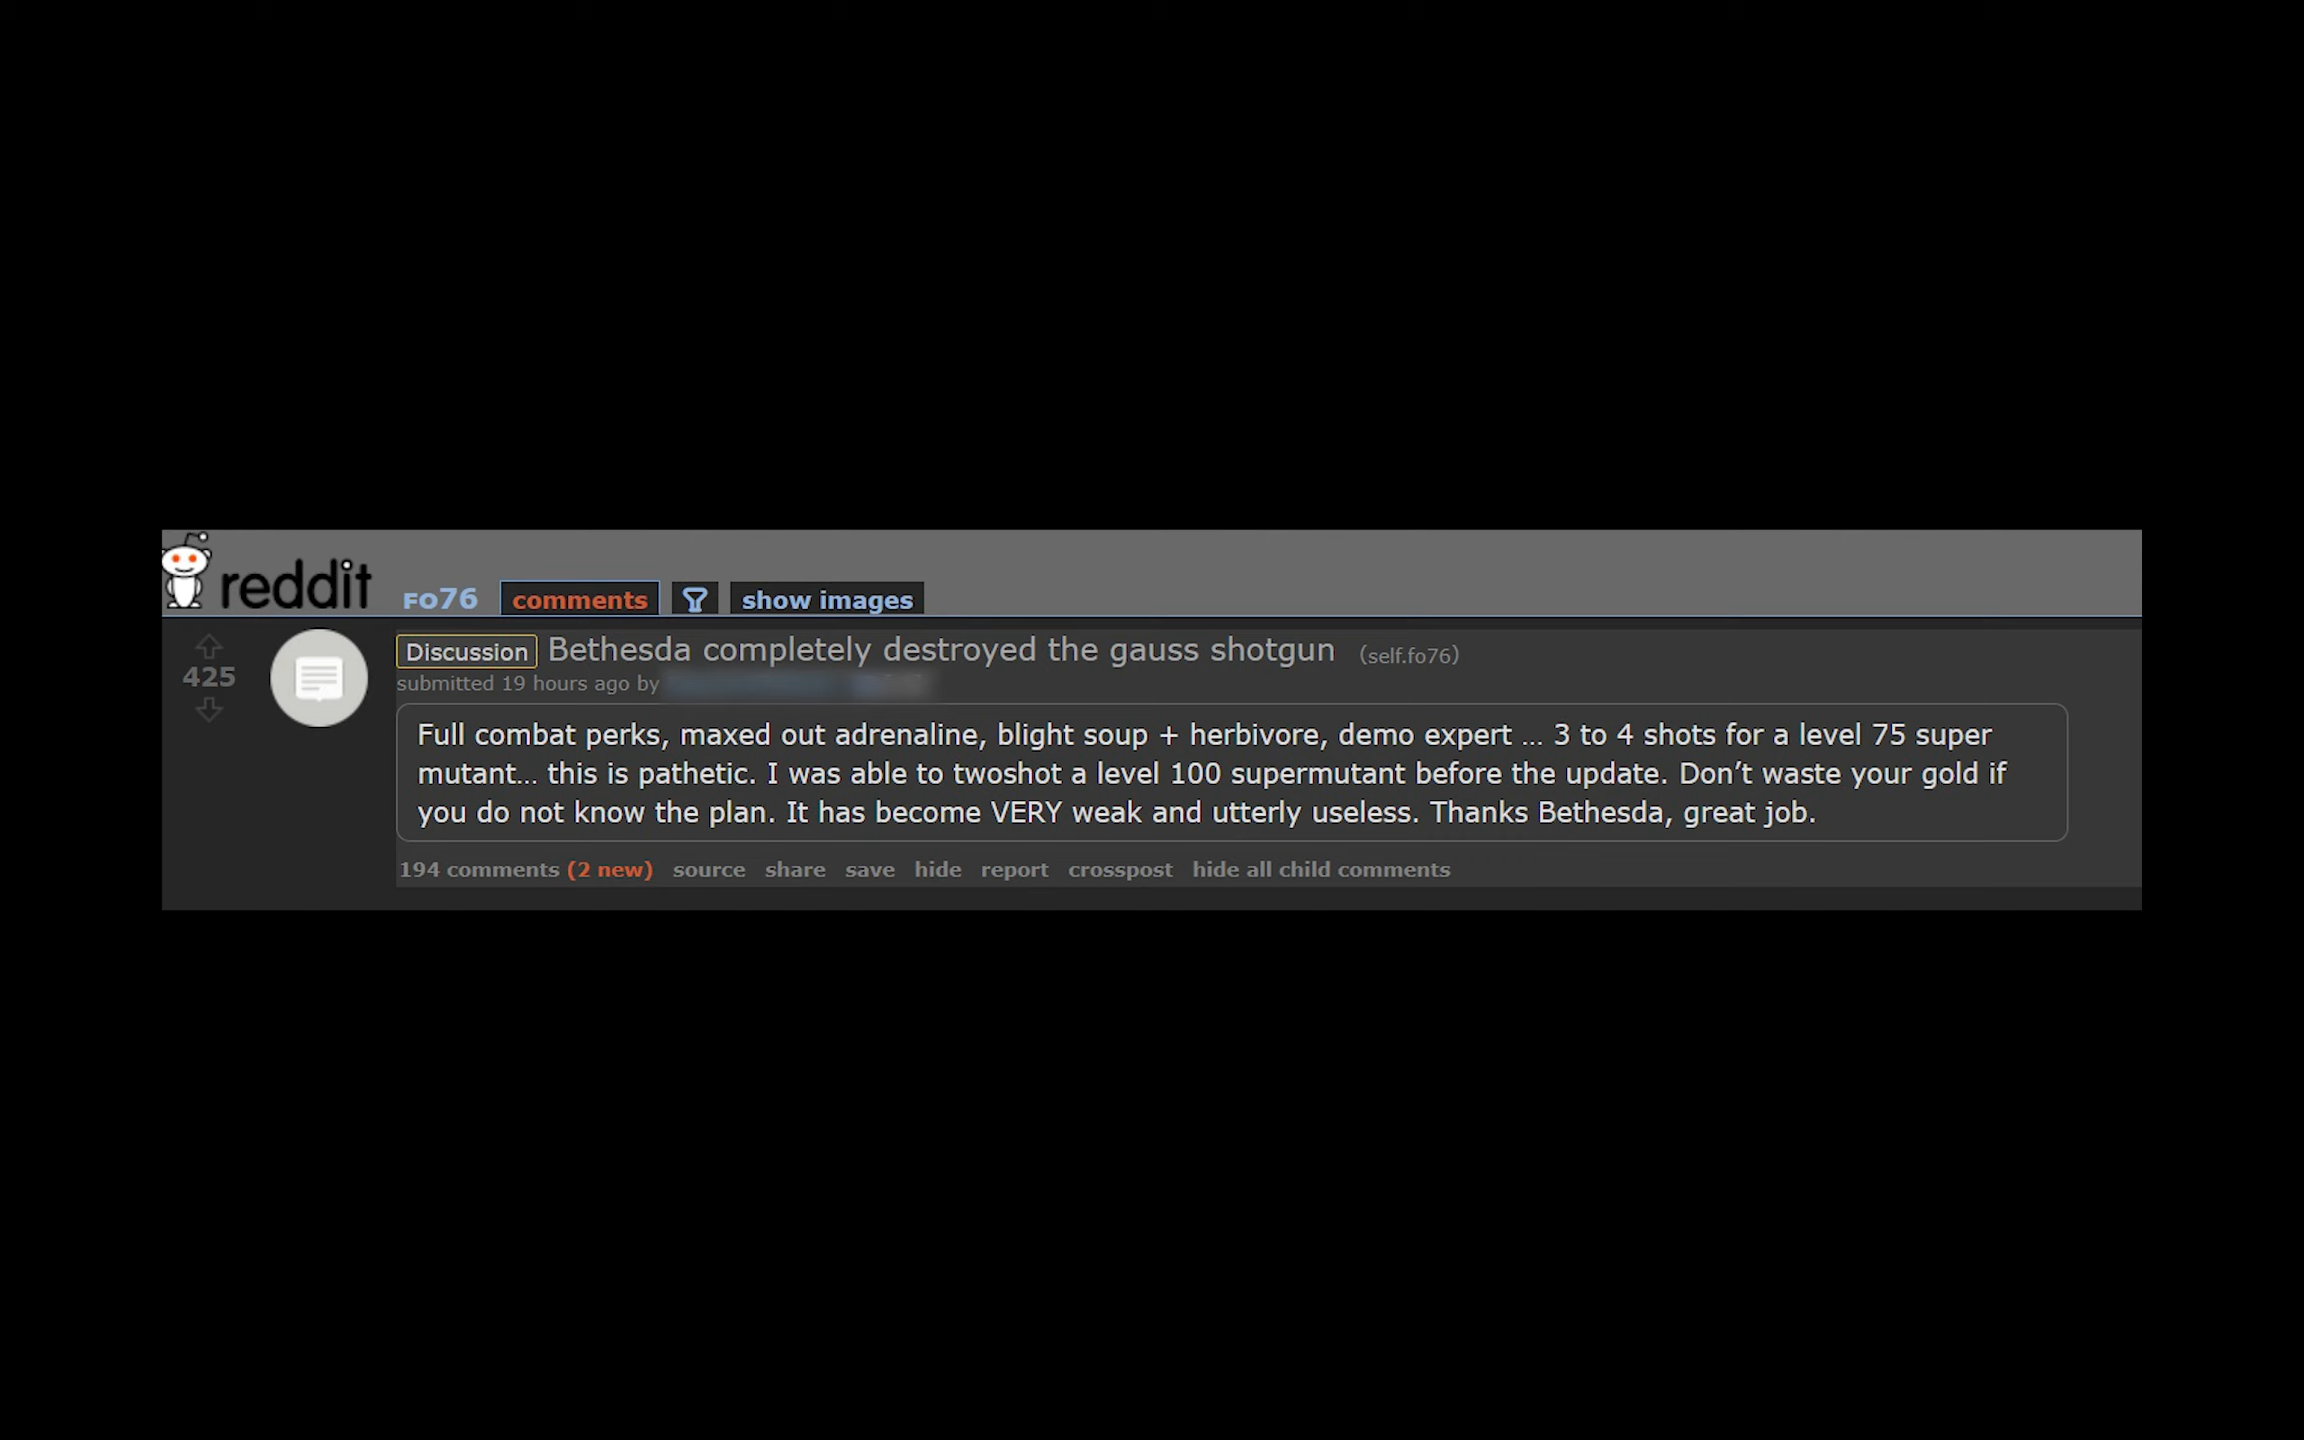 reddit FO76 comments show images
Discussion Bethesda completely destroyed the gauss shotgun (self.fo76)
425
submitted 19 hours ago by
Full combat perks, maxed out adrenaline, blight soup + herbivore, demo expert ... 3 to 4 shots for a level 75 super
mutant... this is pathetic. I was able to twoshot a level 100 supermutant before the update. Don’t waste your gold if
you do not know the plan. It has become VERY weak and utterly useless. Thanks Bethesda, great job.
194 comments (2 new) source share save hide report crosspost hide all child comments